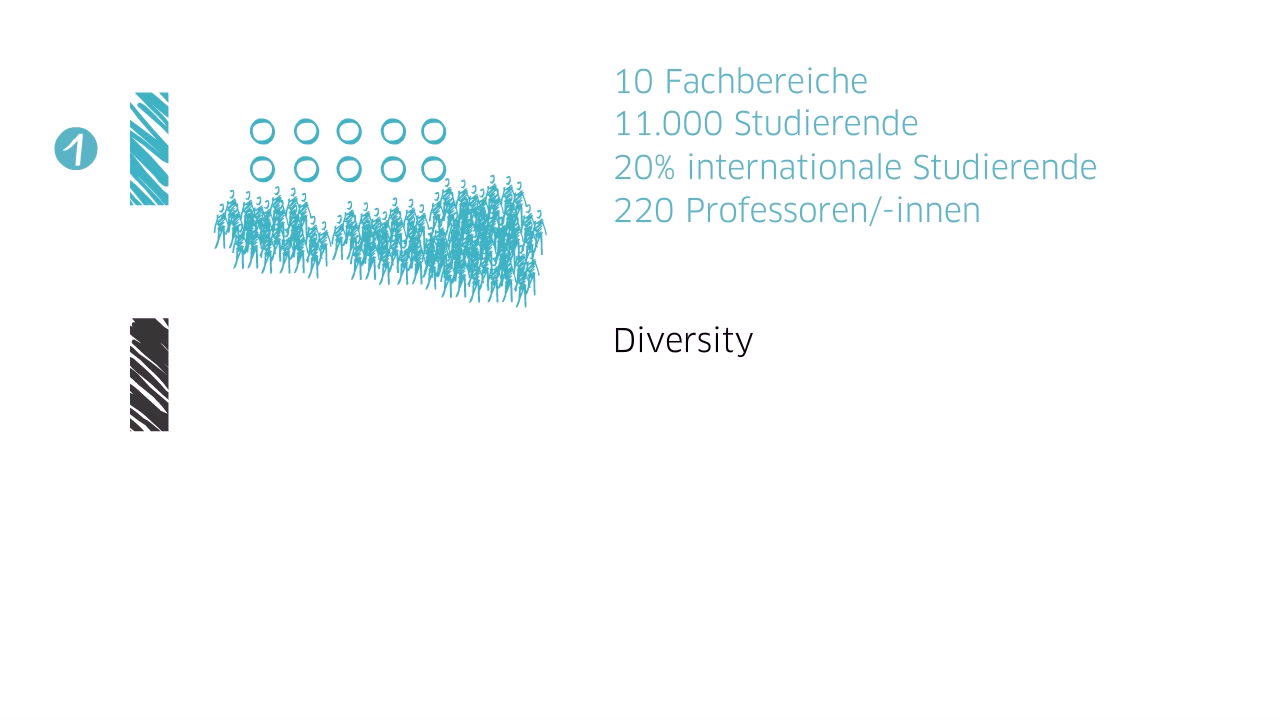 1
10 Fachbereiche
11.000 Studierende
20% internationale Studierende
220 Professoren/-innen
Diversity